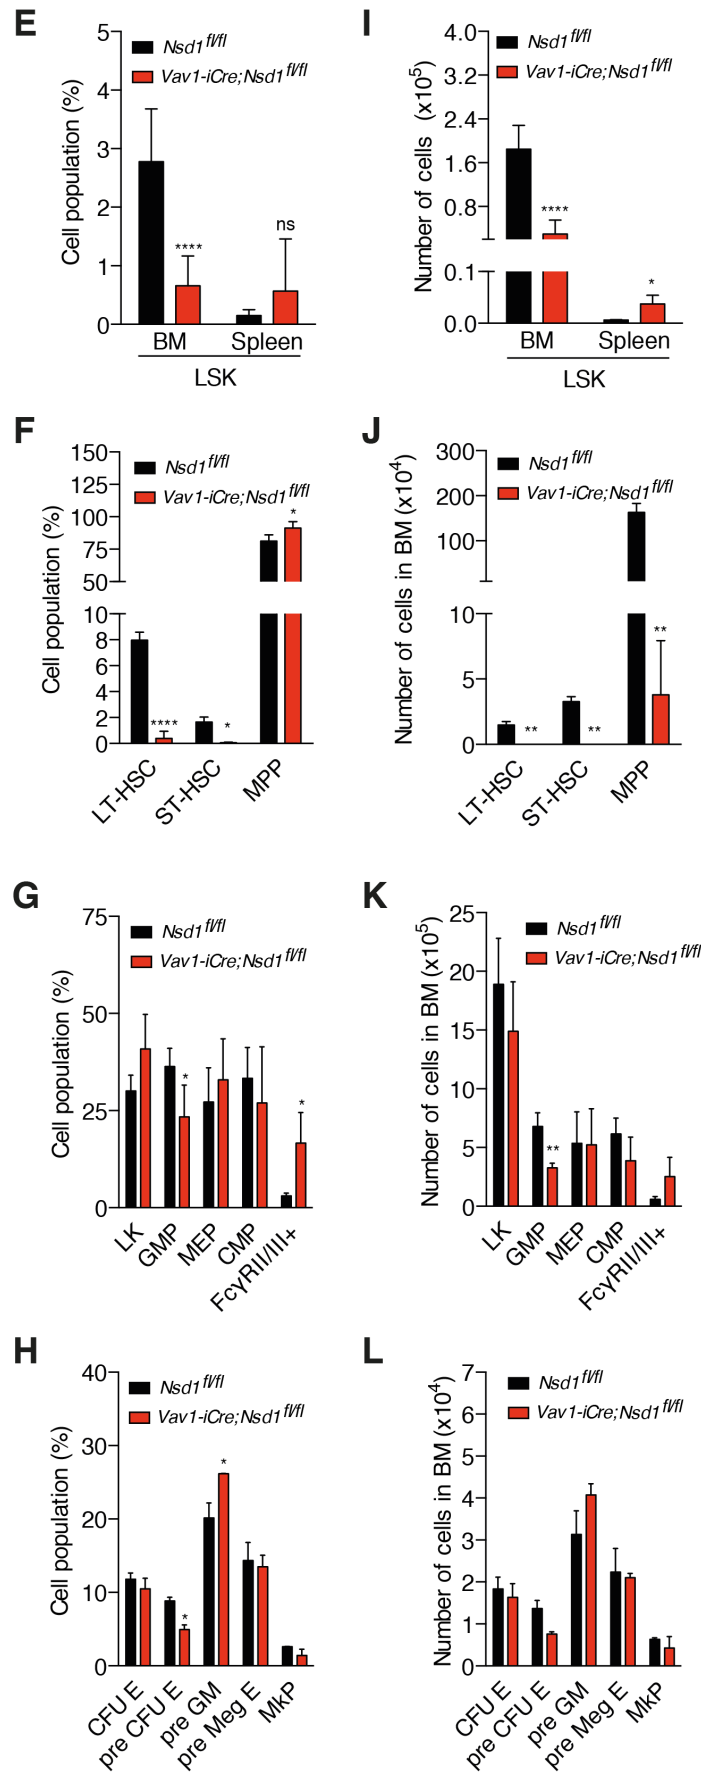 E
5
4
3
2
1
0
Cell population (%)
Nsd1fl/fl
Vav1-iCre;Nsd1fl/fl
****
ns
BM
Spleen
LSK
I
4.0
3.2
2.4
1.6
0.8
0.1
0.0
Number of cells (x105)
Nsd1fl/fl
Vav1-iCre;Nsd1fl/fl
****
*
BM
Spleen
LSK
F
150
125
100
75
50
10
8
6
4
2
0
Cell population (%)
Nsd1fl/fl
Vav1-iCre;Nsd1fl/fl
****
*
*
LT-HSC
ST-HSC
MPP
J
300
200
100
10
5
0
Number of cells in BM (x104)
Nsd1fl/fl
Vav1-iCre;Nsd1fl/fl
**
**
**
LT-HSC
ST-HSC
MPP
G
75
50
25
0
Cell population (%)
Nsd1fl/fl
Vav1-iCre;Nsd1fl/fl
*
*
LK
GMP
MEP
CMP
FcγRII/III+
K
25
20
15
10
5
0
Number of cells in BM (x105)
Nsd1fl/fl
Vav1-iCre;Nsd1fl/fl
**
LK
GMP
MEP
CMP
FcγRII/III+
H
40
30
20
10
0
Cell population (%)
Nsd1fl/fl
Vav1-iCre;Nsd1fl/fl
*
*
CFU E
pre CFU E
pre GM
pre Meg E
MkP
L
7
6
5
4
3
2
1
0
Number of cells in BM (x104)
Nsd1fl/fl
Vav1-iCre;Nsd1fl/fl
CFU E
pre CFU E
pre GM
pre Meg E
MkP